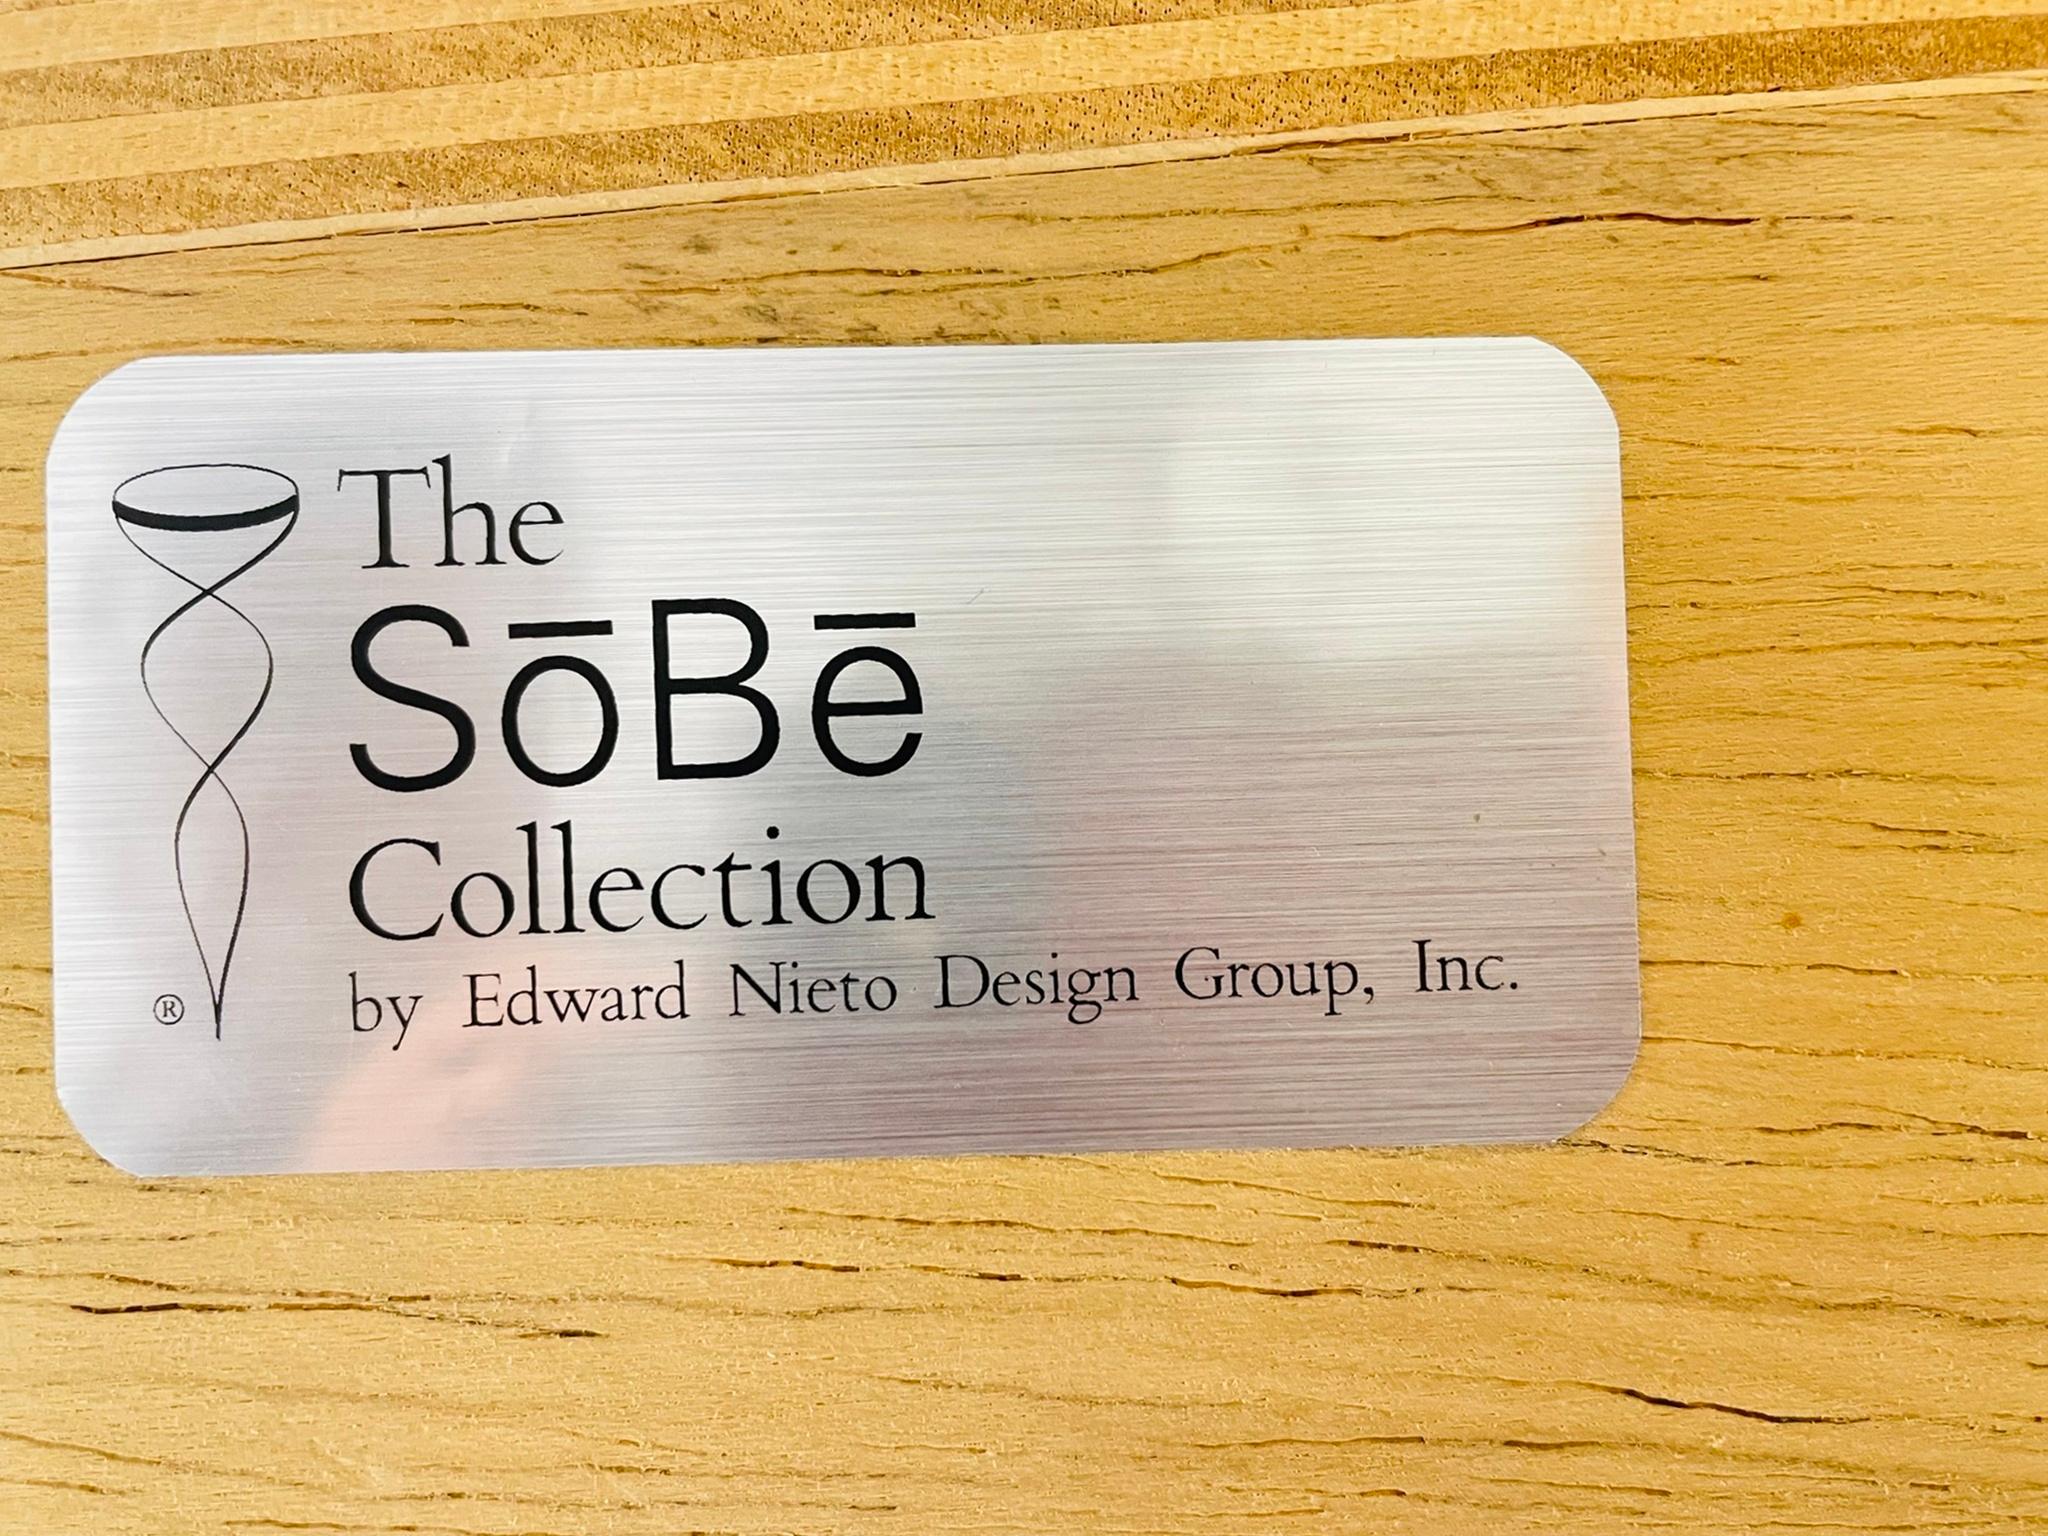 The
SōBē
Collection
by Edward Nieto Design Group, Inc.
®